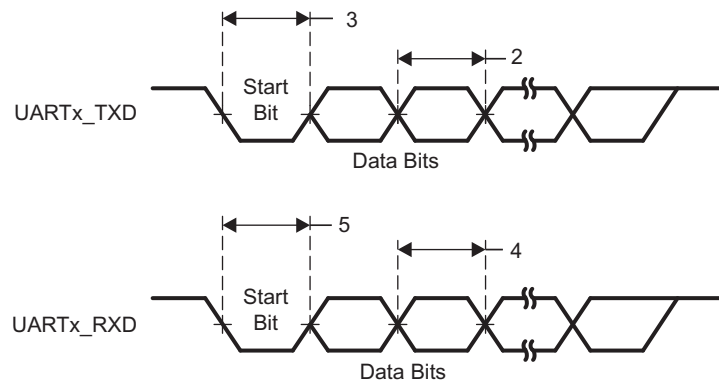 3
2
UARTx_TXD
Start
Bit
Data Bits
5
4
UARTx_RXD
Start
Bit
Data Bits